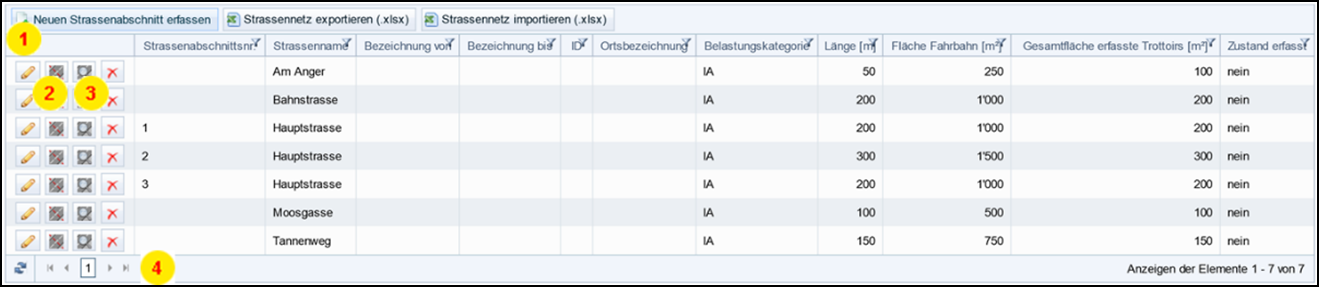 Neuen Strassenabschnitt erfassen Strassennetz exportieren (.xlsx) Strassennetz importieren (.xlsx)
1
Strassenabschnittsnr. Strassenname Bezeichnung von Bezeichnung bis ID Ortsbezeichnung Belastungskategorie Länge [m] Fläche Fahrbahn [m²] Gesamtfläche erfasste Trottoirs [m²] Zustand erfasst
Am Anger IA 50 250 100 nein
2 3
Bahnstrasse IA 200 1'000 200 nein
1 Hauptstrasse IA 200 1'000 200 nein
2 Hauptstrasse IA 300 1'500 300 nein
3 Hauptstrasse IA 200 1'000 200 nein
Moosgasse IA 100 500 100 nein
Tannenweg IA 150 750 150 nein
1 4 Anzeigen der Elemente 1 - 7 von 7